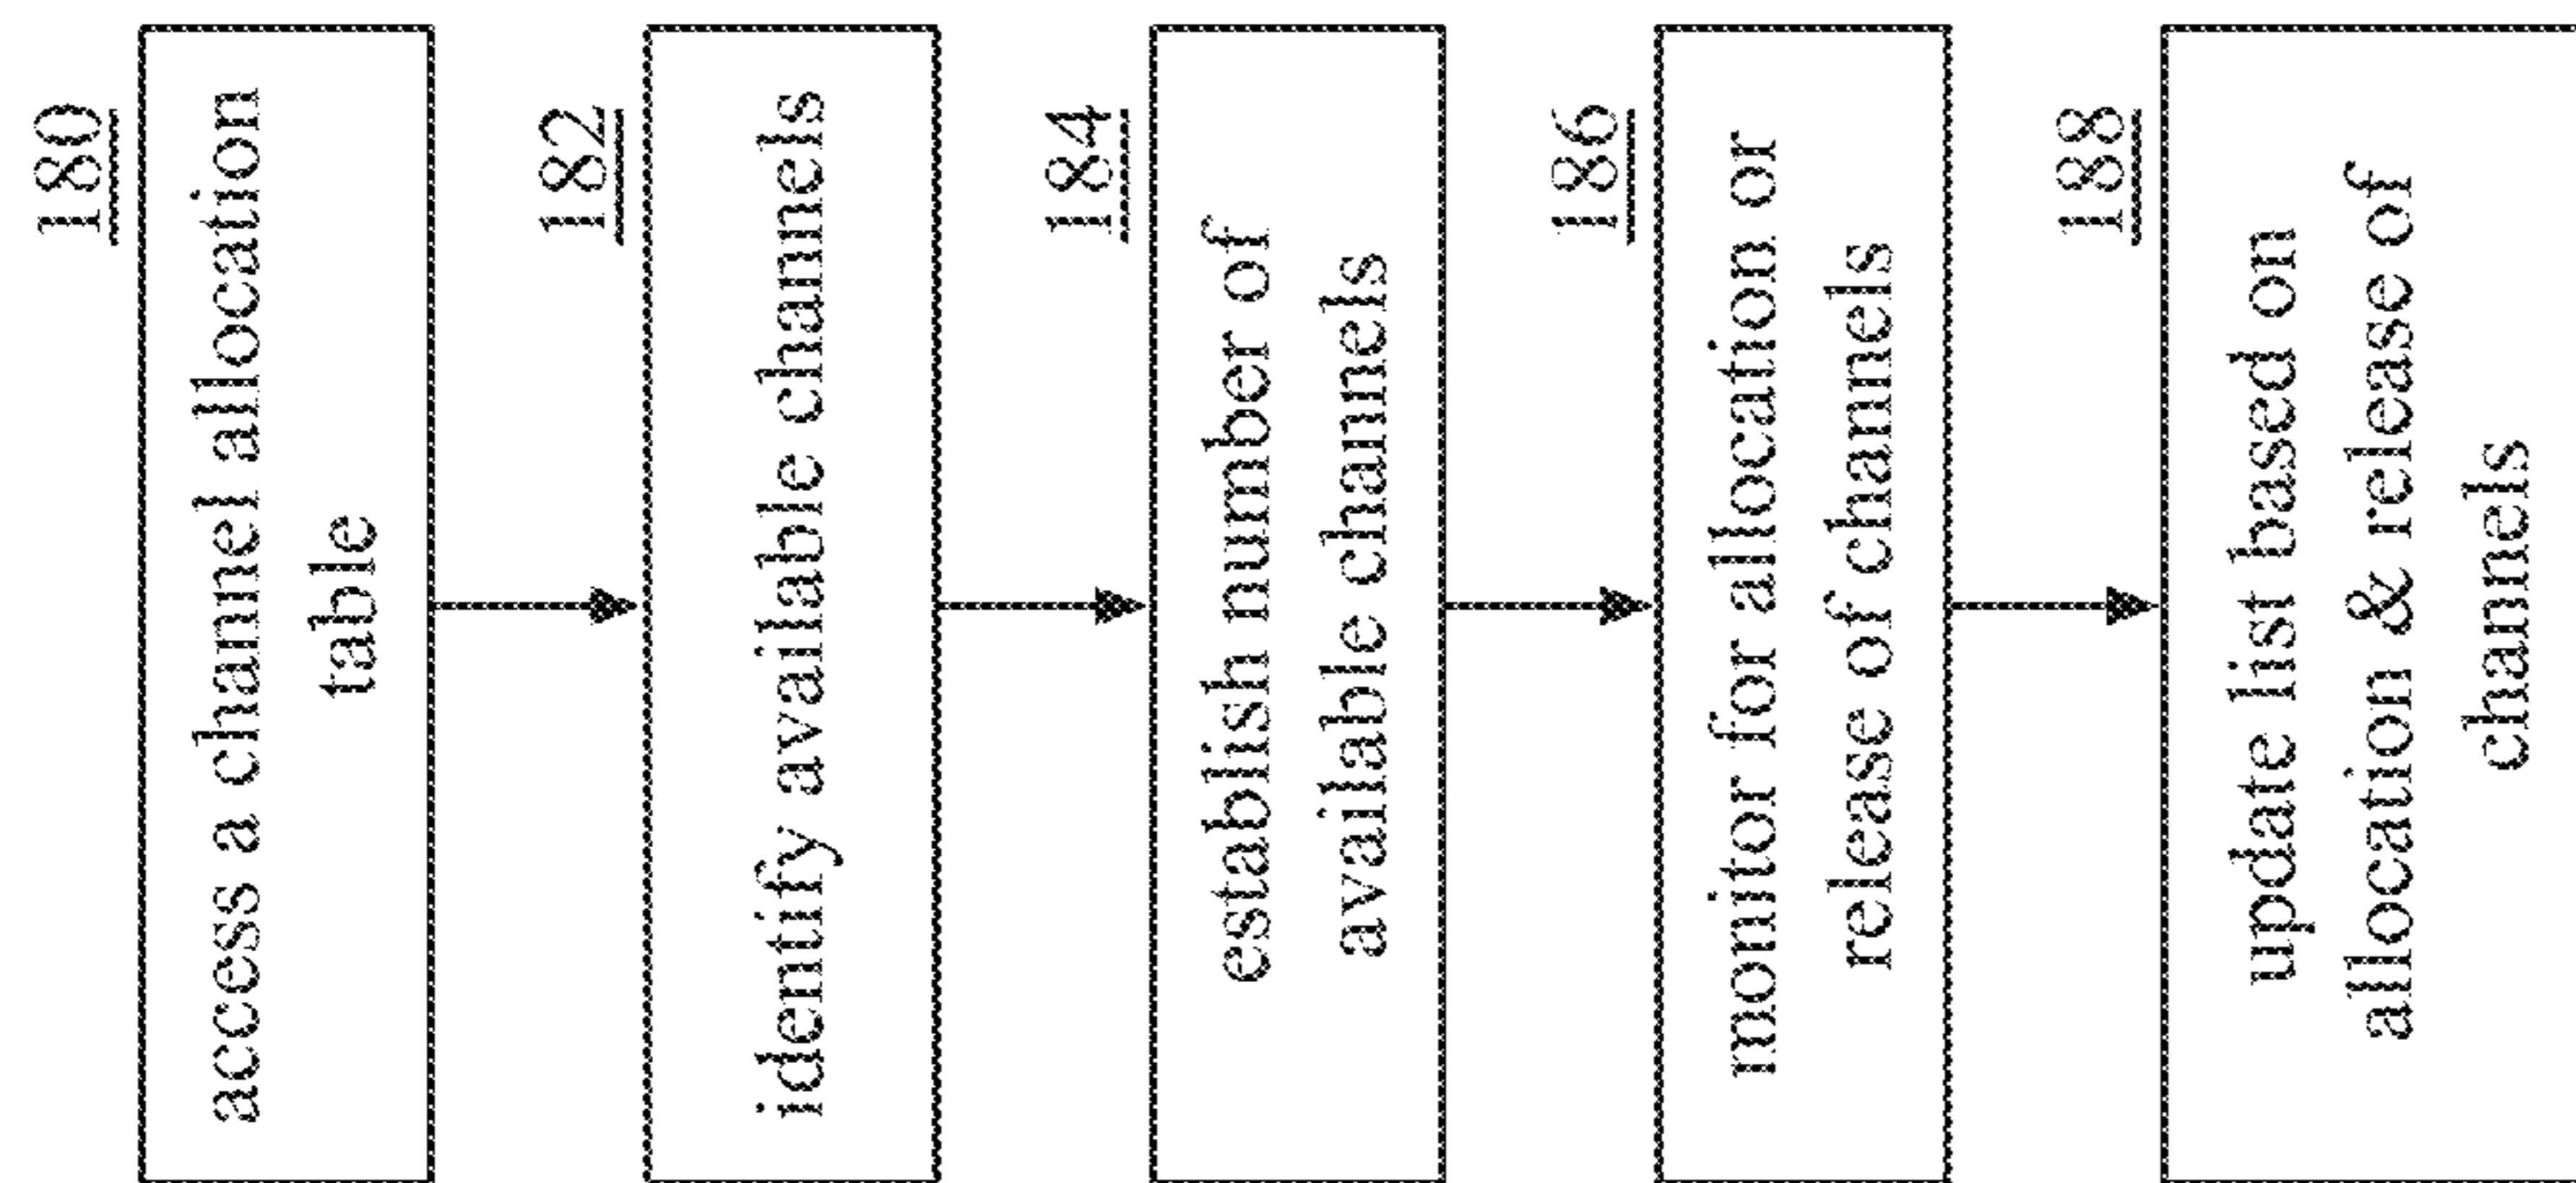 180
access a channel allocation
table
182
identify available channels
184
establish number of
available channels
186
monitor for allocation or
release of channels
188
update list based on
allocation & release of
channels